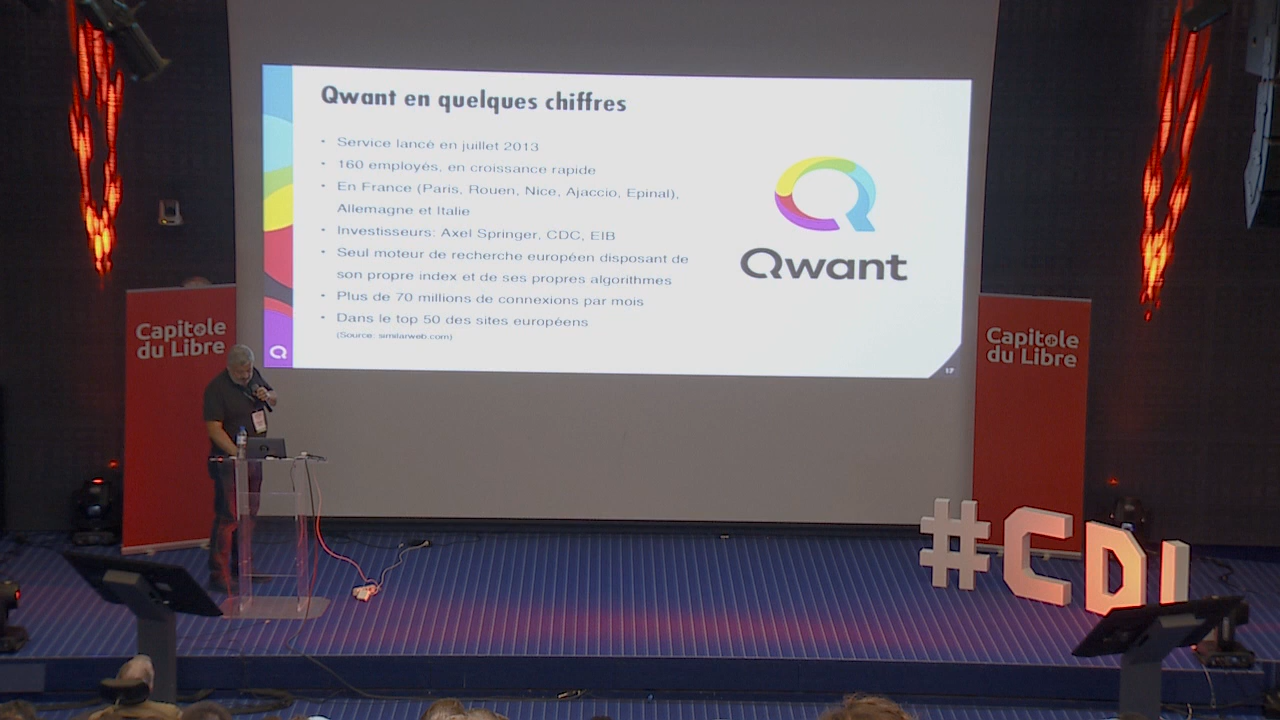 Qwant en quelques chiffres
• Service lancé en juillet 2013
• 160 employés, en croissance rapide
• En France (Paris, Rouen, Nice, Ajaccio, Epinal),
Allemagne et Italie
• Investisseurs: Axel Springer, CDC, EIB
• Seul moteur de recherche européen disposant de
son propre index et de ses propres algorithmes
• Plus de 70 millions de connexions par mois
• Dans le top 50 des sites européens
(Source: similarweb.com)
Qwant
17
Capitole
du Libre
Capitole
du Libre
#CDL